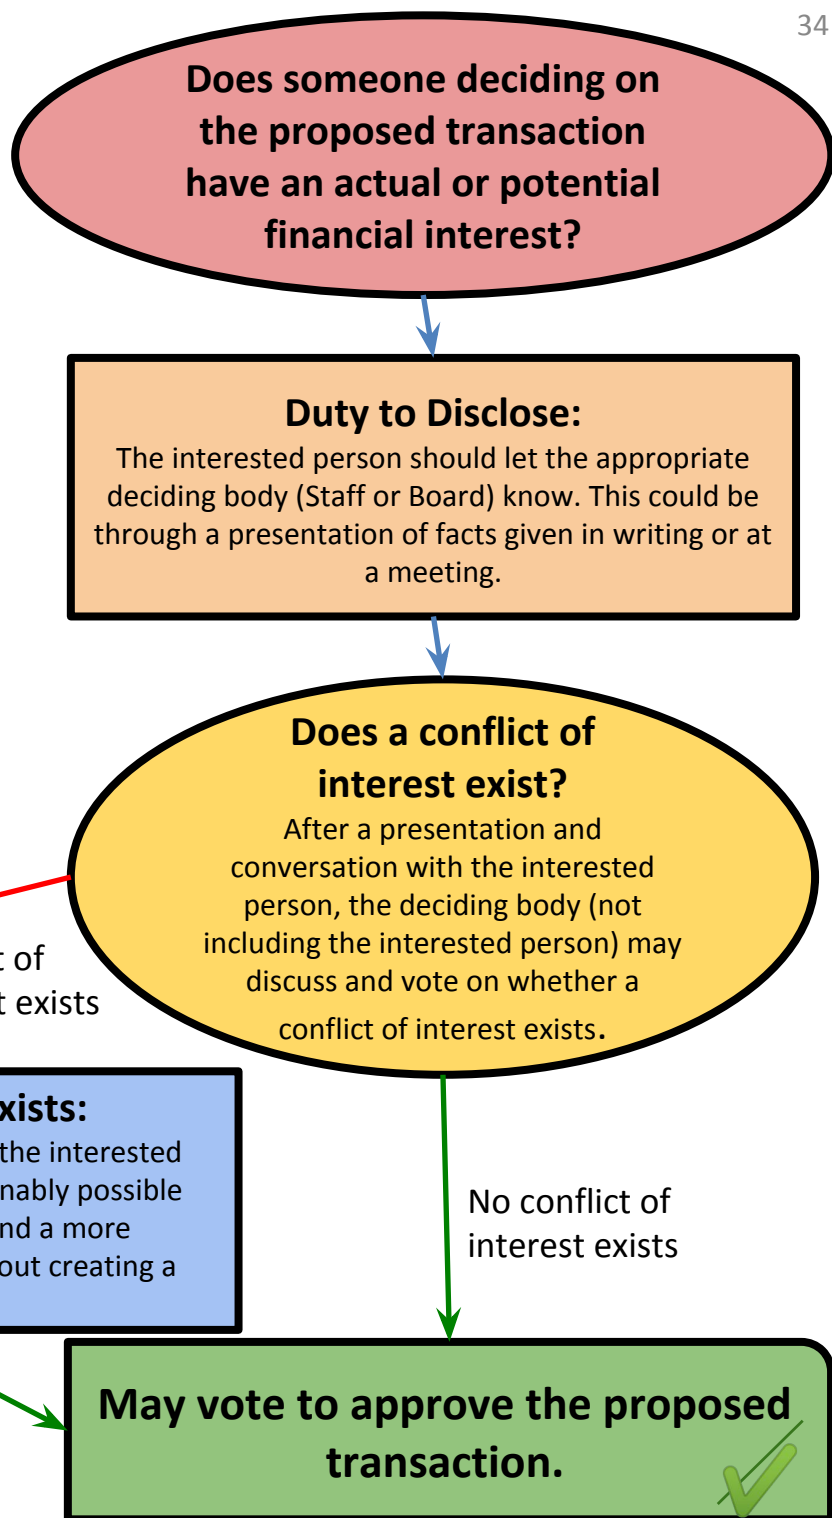 34
Does someone deciding on
the proposed transaction
have an actual or potential
financial interest?
Duty to Disclose:
The interested person should let the appropriate
deciding body (Staff or Board) know. This could be
through a presentation of facts given in writing or at
a meeting.
Does a conflict of
interest exist?
After a presentation and
conversation with the interested
person, the deciding body (not
including the interested person) may
discuss and vote on whether a
conflict of interest exists.
of
exists
the interested
possible
a more
creating a
No conflict of
interest exists
May vote to approve the proposed
transaction.